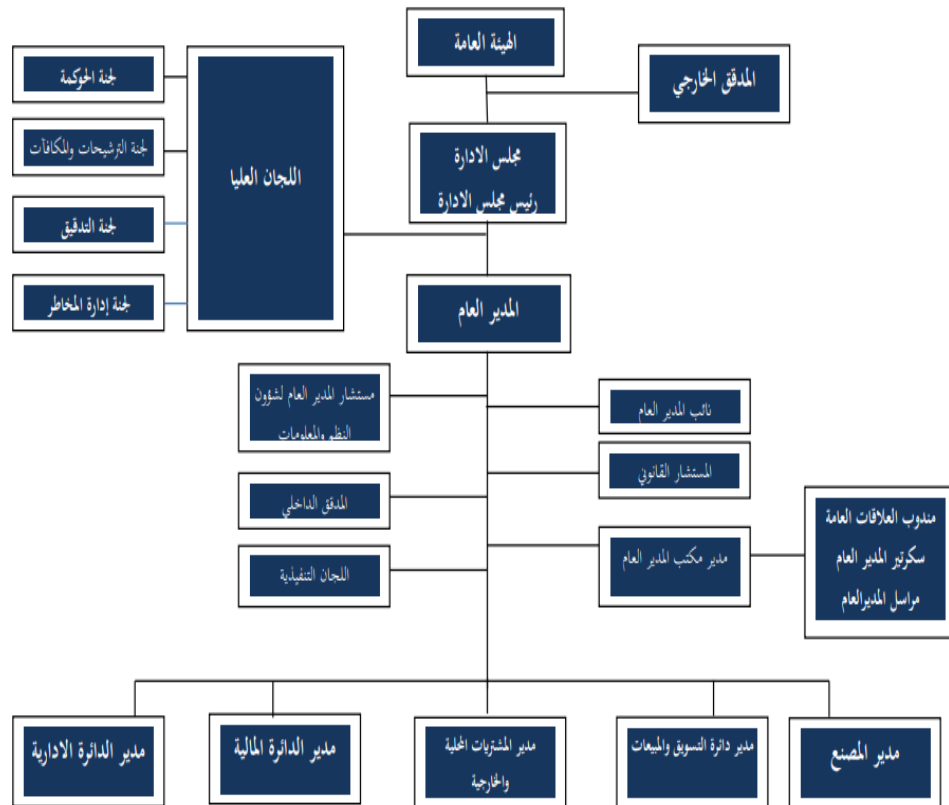 الهيئة العامة
المدقق الخارجي
مجلس الادارة
رئيس مجلس الادارة
اللجان العليا
لجنة الحوكمة
لجنة الترشيحات والمكافآت
لجنة التدقيق
لجنة إدارة المخاطر
المدير العام
نائب المدير العام
مستشار المدير العام لشؤون
النظم والمعلومات
المستشار القانوني
المدقق الداخلي
مدير مكتب المدير العام
مندوب العلاقات العامة
سكرتير المدير العام
مراسل المديرالعام
اللجان التنفيذية
مدير المصنع
مدير دائرة التسويق والمبيعات
مدير المشتريات المحلية
والخارجية
مدير الدائرة المالية
مدير الدائرة الادارية